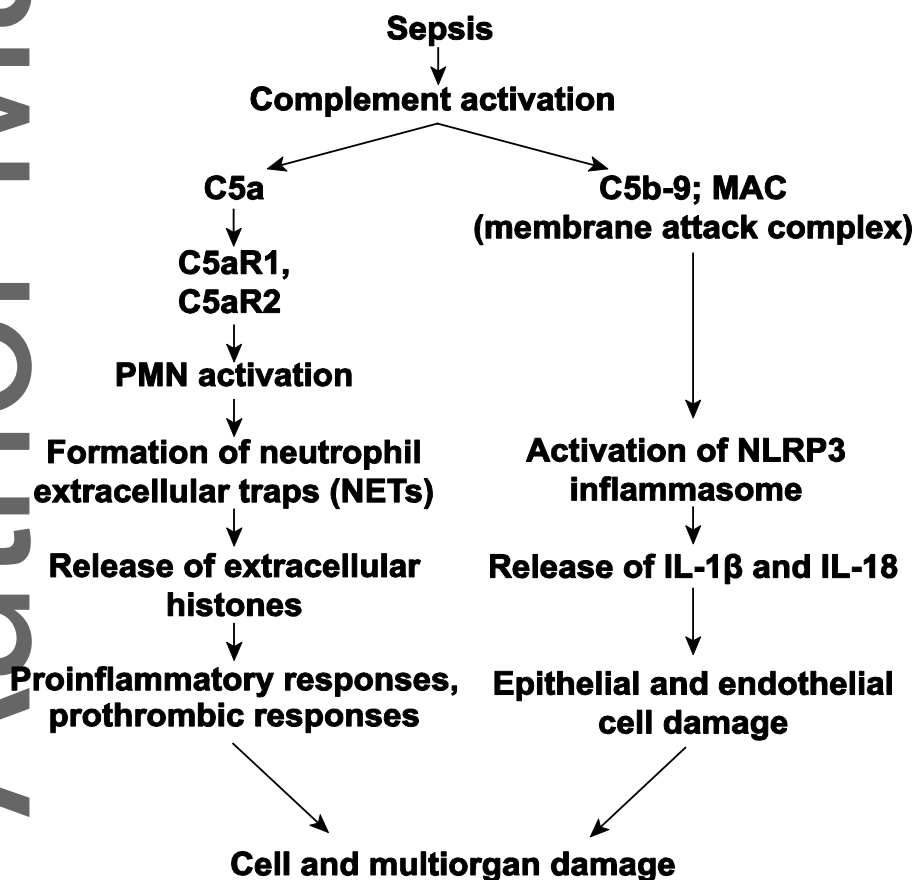 Sepsis
Complement activation
C5a
C5aR1,
C5aR2
PMN activation
Formation of neutrophil
extracellular traps (NETs)
Release of extracellular
histones
Proinflammatory responses,
prothrombic responses
C5b-9; MAC
(membrane attack complex)
Activation of NLRP3
inflammasome
Release of IL-1β and IL-18
Epithelial and endothelial
cell damage
Cell and multiorgan damage